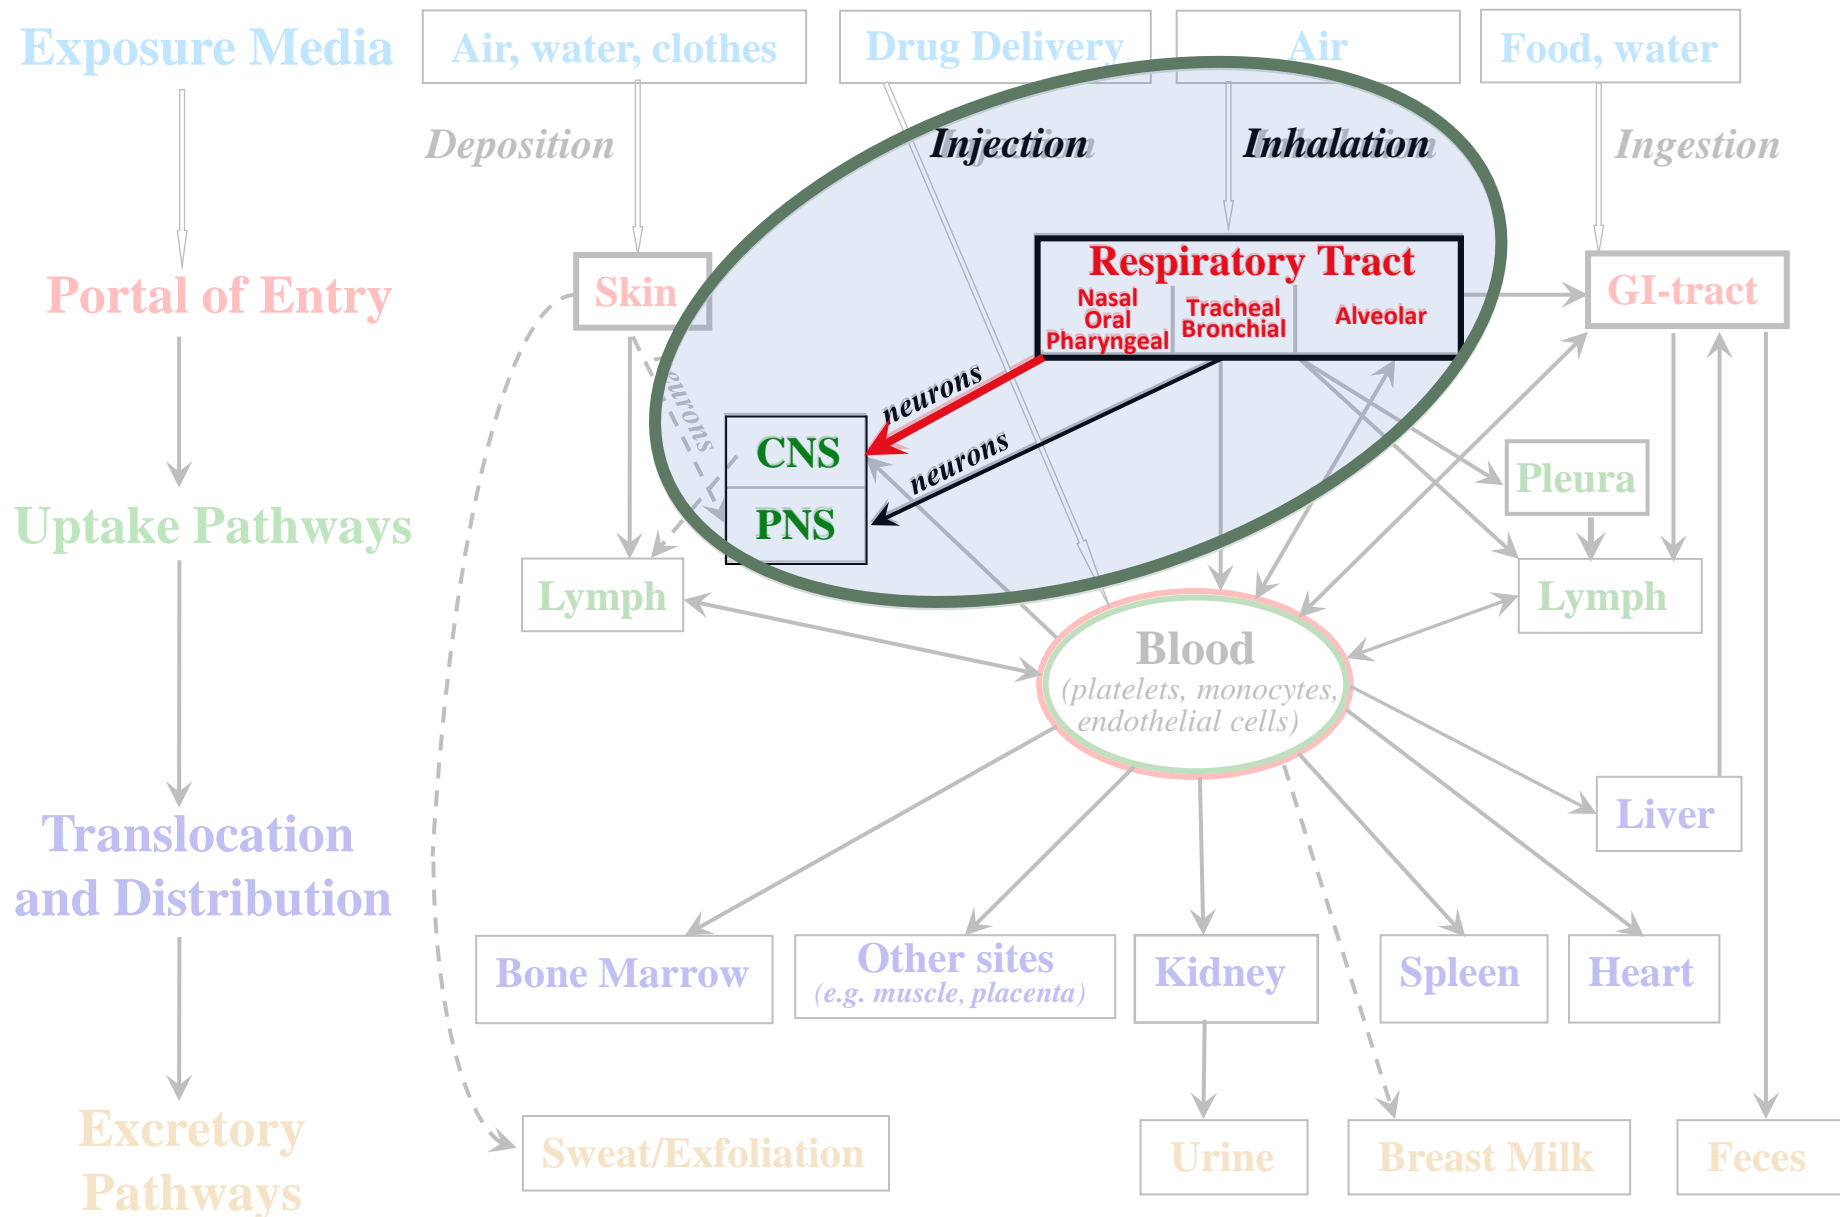 Exposure Media
Air, water, clothes
Drug Delivery
Air
Food, water
Deposition
Injection
Inhalation
Ingestion
Portal of Entry
Skin
Respiratory Tract
Nasal
Oral
Pharyngeal
Tracheal
Bronchial
Alveolar
GI-tract
neurons
neurons
neurons
CNS
PNS
Pleura
Uptake Pathways
Lymph
Lymph
Blood
(platelets, monocytes,
endothelial cells)
Translocation
and Distribution
Liver
Bone Marrow
Other sites
(e.g. muscle, placenta)
Kidney
Spleen
Heart
Excretory
Pathways
Sweat/Exfoliation
Urine
Breast Milk
Feces